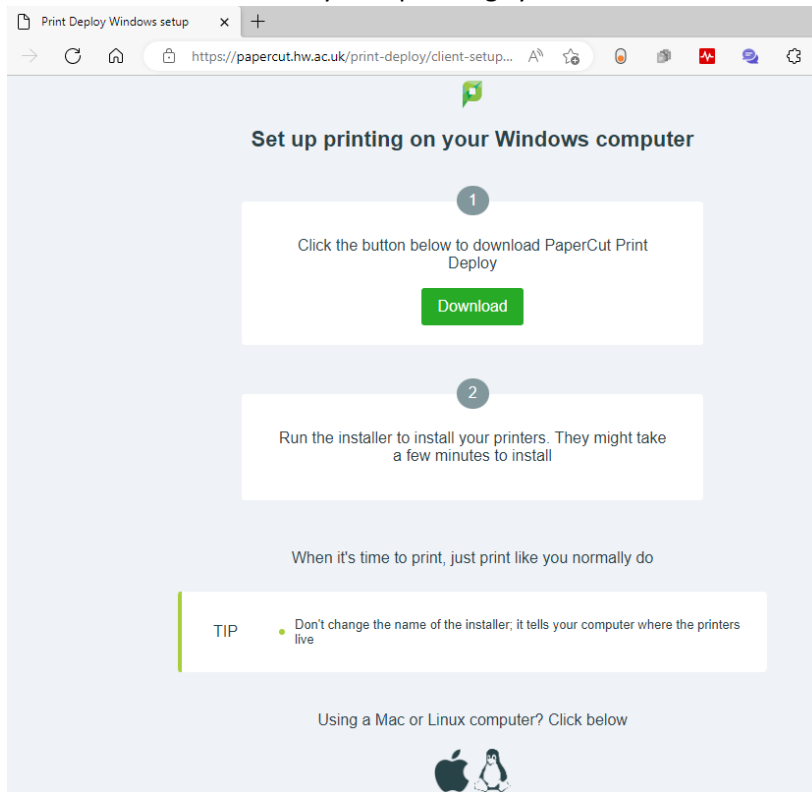 Print Deploy Windows setup
https://papercut.hw.ac.uk/print-deploy/client-setup...
Set up printing on your Windows computer
1
Click the button below to download PaperCut Print
Deploy
Download
2
Run the installer to install your printers. They might take
a few minutes to install
When it's time to print, just print like you normally do
TIP
Don't change the name of the installer; it tells your computer where the printers
live
Using a Mac or Linux computer? Click below